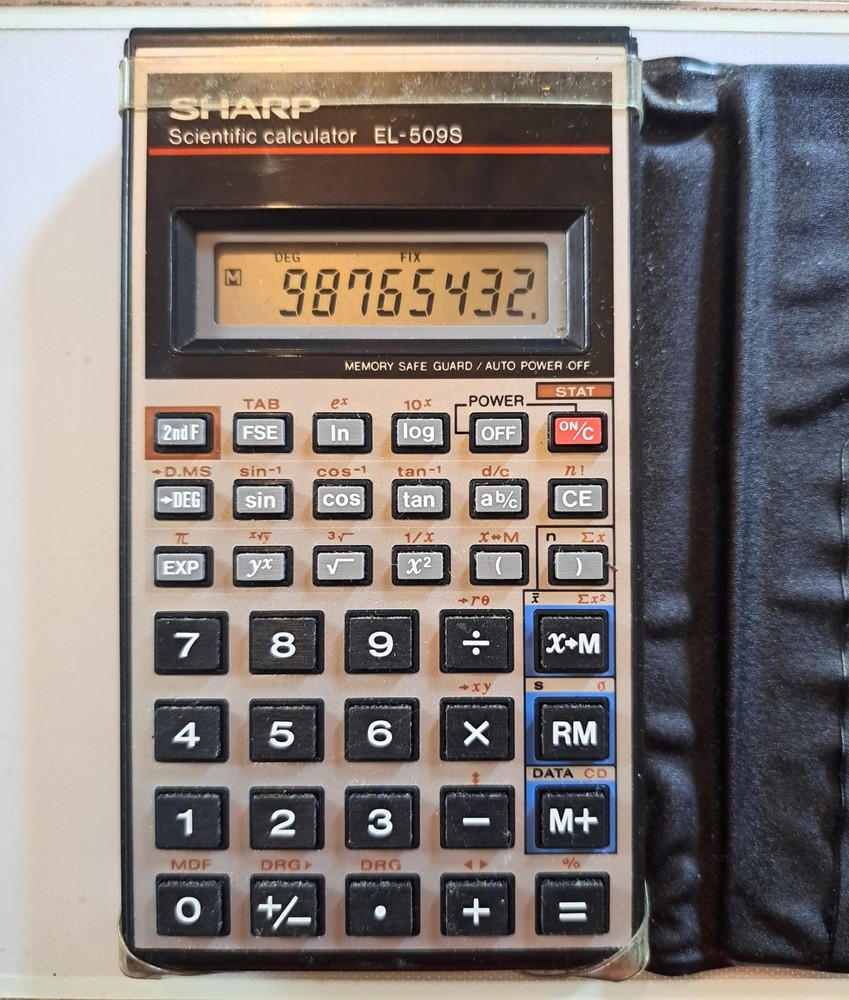 SHARP
Scientific calculator EL-509S
DEG FIX
M 98765432.
MEMORY SAFE GUARD / AUTO POWER OFF
STAT
TAB eˣ 10ˣ POWER
2nd F FSE ln log OFF ON/C
→D.MS sin⁻¹ cos⁻¹ tan⁻¹ d/c n!
→DEG sin cos tan ab/c CE
π ˣ√y ³√ 1/x x↔M n Σx
EXP yˣ √ x² ( )
→rθ x̄ Σx²
7 8 9 ÷ x→M
→xy s σ
4 5 6 × RM
↕ DATA CD
1 2 3 − M+
MDF DRG▸ DRG ◂ ▸ %
0 +/− . + =